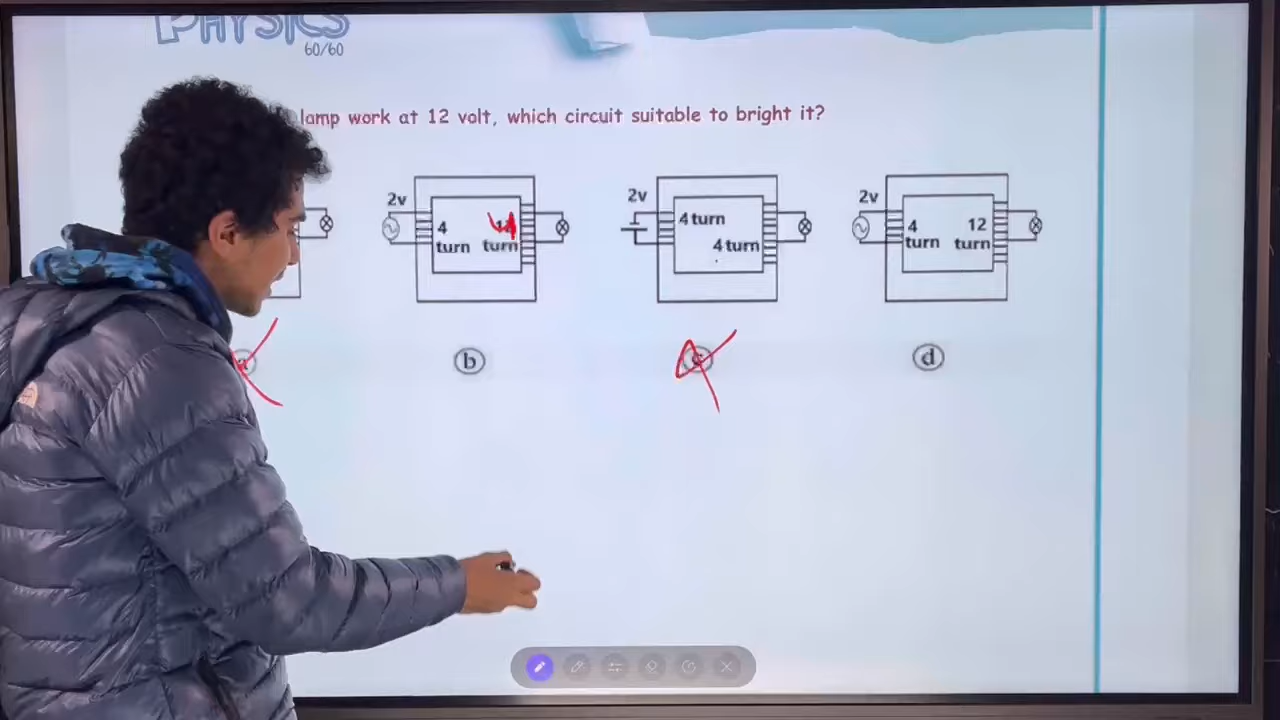 PHYSICS
60/60
lamp work at 12 volt, which circuit suitable to bright it?
2v
4
turn
turn
2v
4 turn
4 turn
2v
4
turn
12
turn
b
c
d